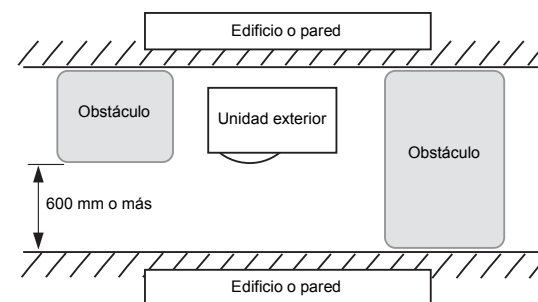 Edificio o pared
Obstáculo
Unidad exterior
Obstáculo
600 mm o más
Edificio o pared